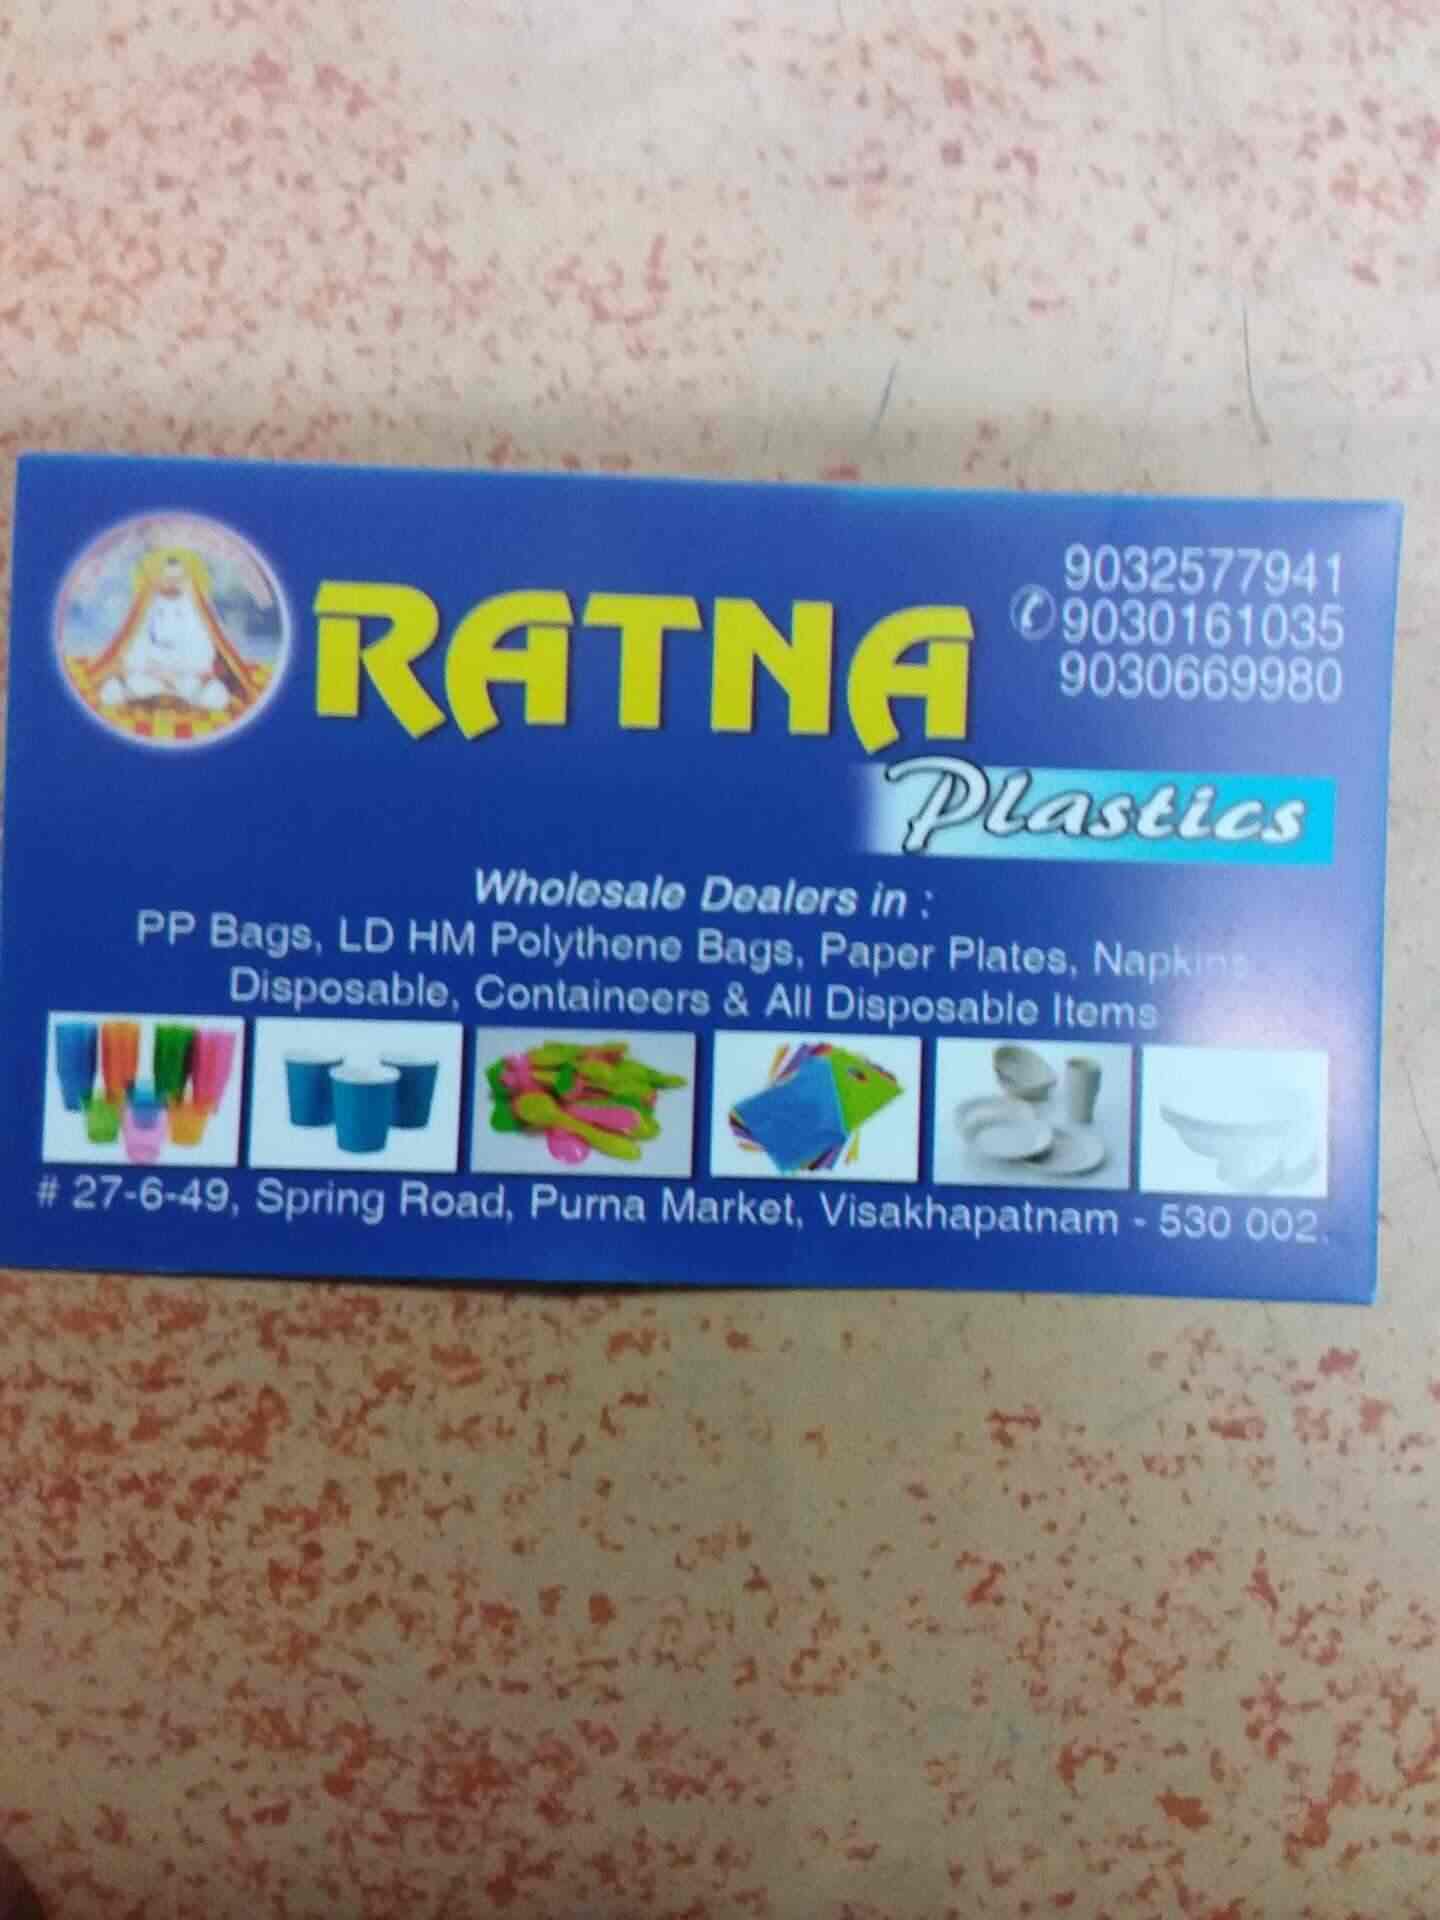 RATNA
Plastics
9032577941
9030161035
9030669980
Wholesale Dealers in :
PP Bags, LD HM Polythene Bags, Paper Plates, Napkins
Disposable, Containeers & All Disposable Items
# 27-6-49, Spring Road, Purna Market, Visakhapatnam - 530 002.